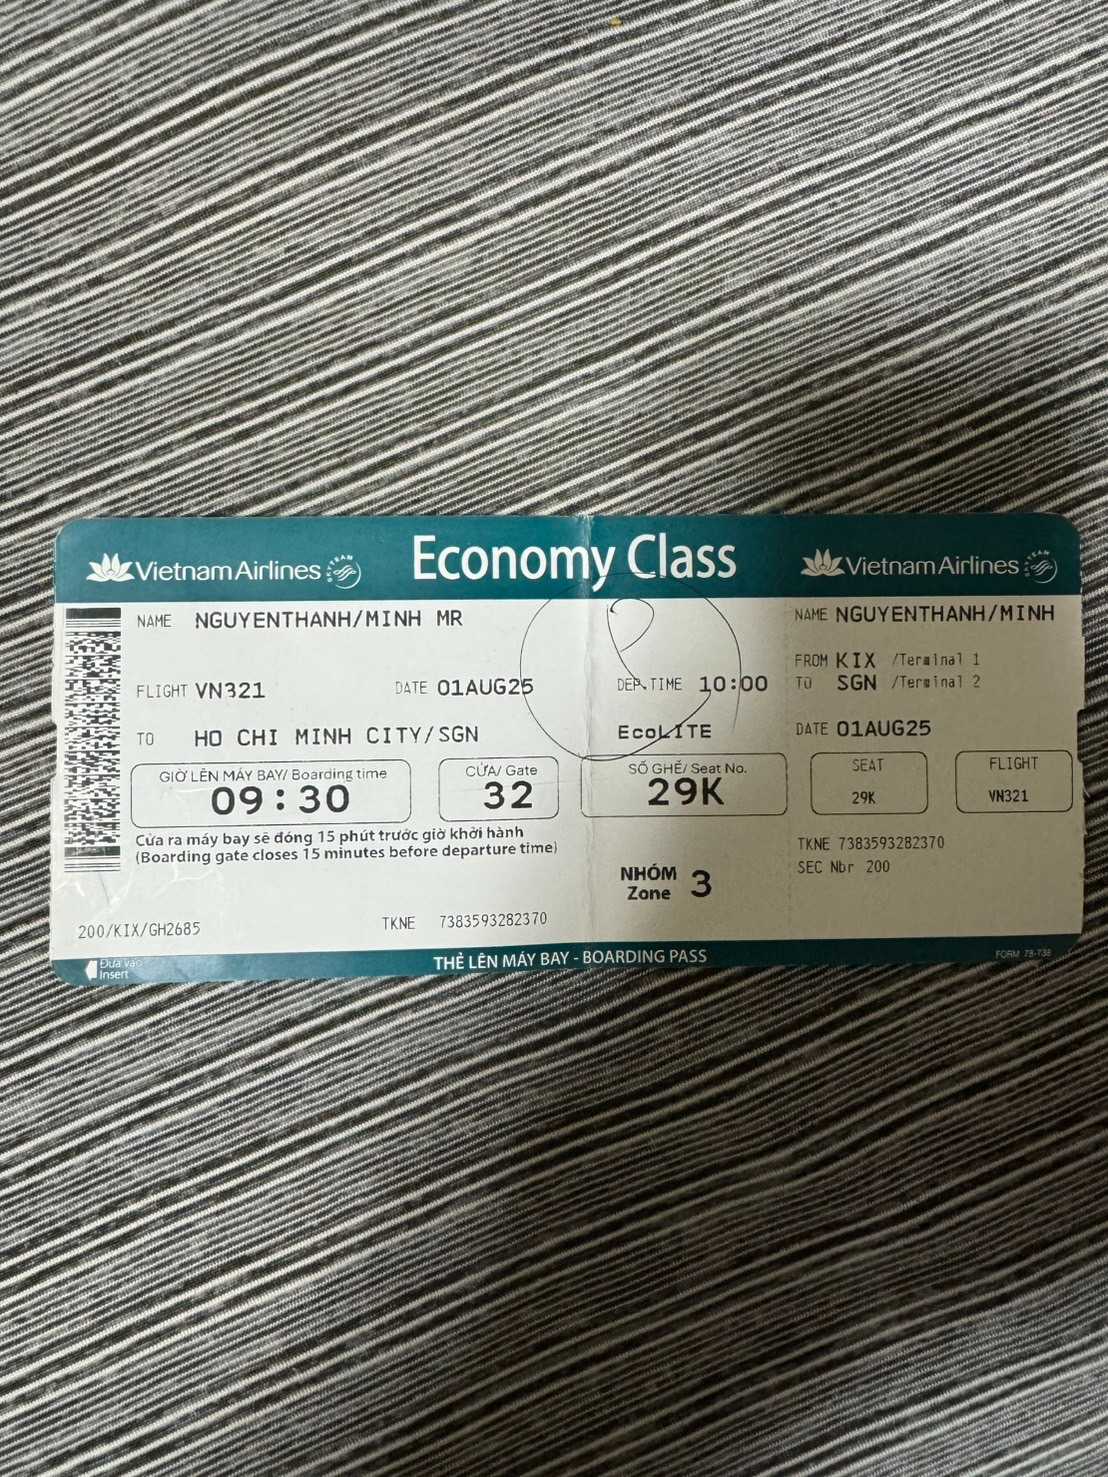 Economy Class
Vietnam Airlines SKYTEAM
Vietnam Airlines SKYTEAM
NAME NGUYENTHANH/MINH MR
FLIGHT VN321 DATE 01AUG25 DEP.TIME 10:00
TO HO CHI MINH CITY/SGN EcoLITE
GIỜ LÊN MÁY BAY/ Boarding time
09:30
CỬA/ Gate
32
SỐ GHẾ/ Seat No.
29K
Cửa ra máy bay sẽ đóng 15 phút trước giờ khởi hành
(Boarding gate closes 15 minutes before departure time)
NHÓM
Zone 3
200/KIX/GH2685 TKNE 7383593282370
Đưa vào
Insert
THẺ LÊN MÁY BAY - BOARDING PASS
NAME NGUYENTHANH/MINH
FROM KIX /Terminal 1
TO SGN /Terminal 2
DATE 01AUG25
SEAT
29K
FLIGHT
VN321
TKNE 7383593282370
SEC Nbr 200
FORM 78-738